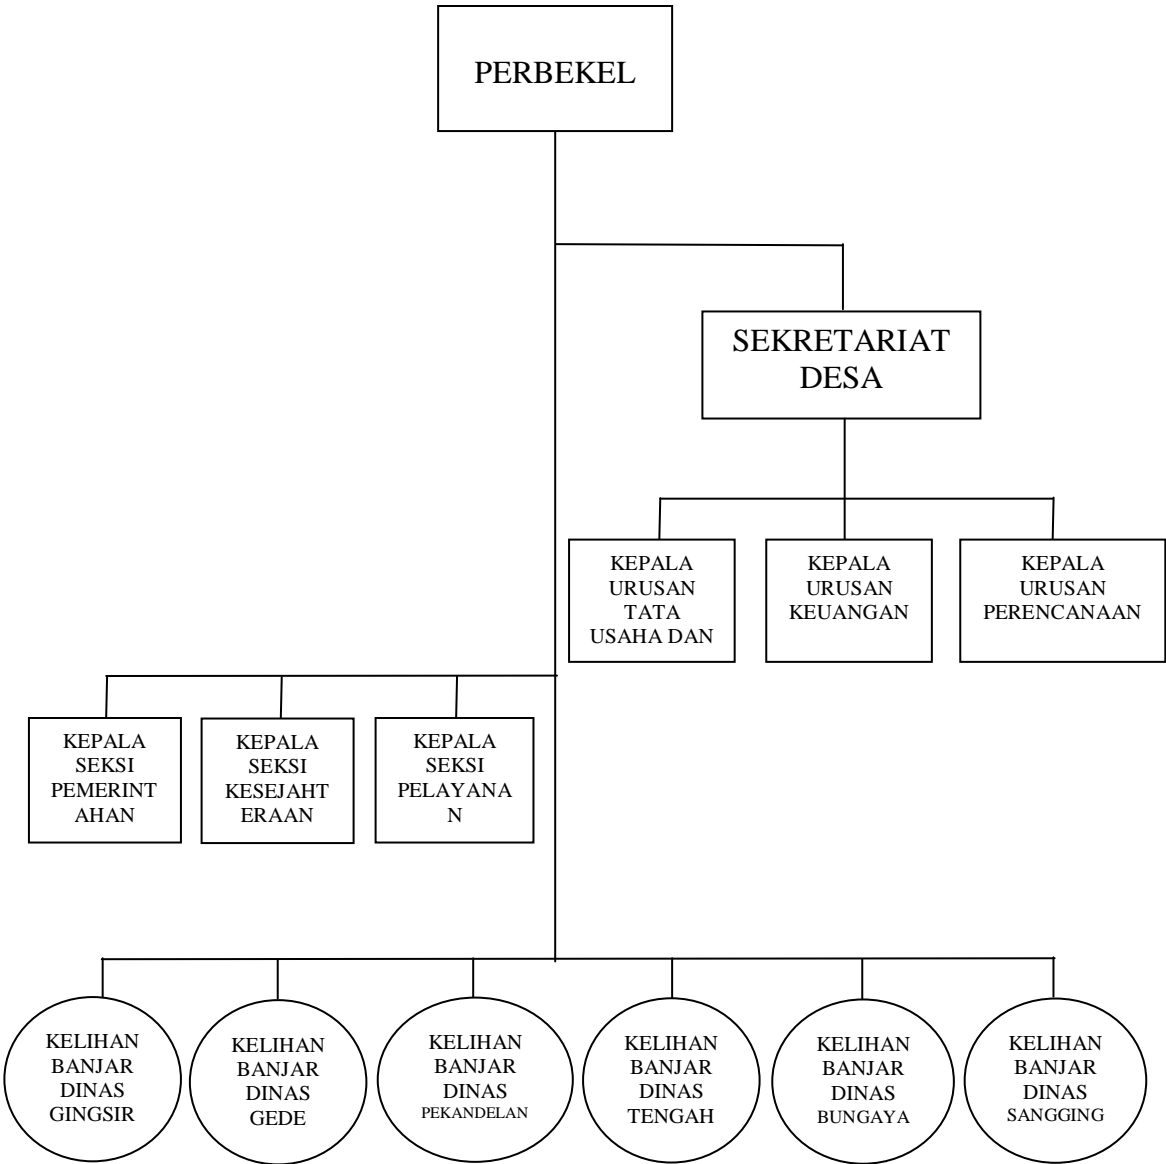 PERBEKEL
SEKRETARIAT
DESA
KEPALA
URUSAN
TATA
USAHA DAN
KEPALA
URUSAN
KEUANGAN
KEPALA
URUSAN
PERENCANAAN
KEPALA
SEKSI
PEMERINT
AHAN
KEPALA
SEKSI
KESEJAHT
ERAAN
KEPALA
SEKSI
PELAYANA
N
KELIHAN
BANJAR
DINAS
GINGSIR
KELIHAN
BANJAR
DINAS
GEDE
KELIHAN
BANJAR
DINAS
PEKANDELAN
KELIHAN
BANJAR
DINAS
TENGAH
KELIHAN
BANJAR
DINAS
BUNGAYA
KELIHAN
BANJAR
DINAS
SANGGING